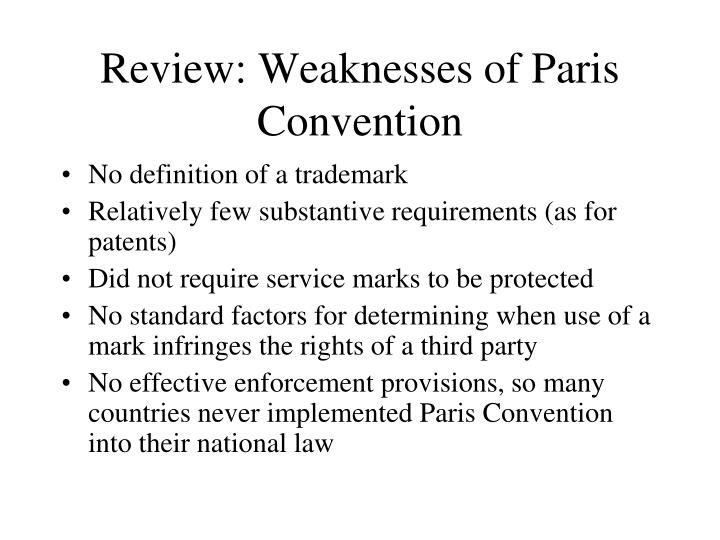 Review: Weaknesses of Paris
Convention
• No definition of a trademark
• Relatively few substantive requirements (as for
patents)
• Did not require service marks to be protected
• No standard factors for determining when use of a
mark infringes the rights of a third party
• No effective enforcement provisions, so many
countries never implemented Paris Convention
into their national law